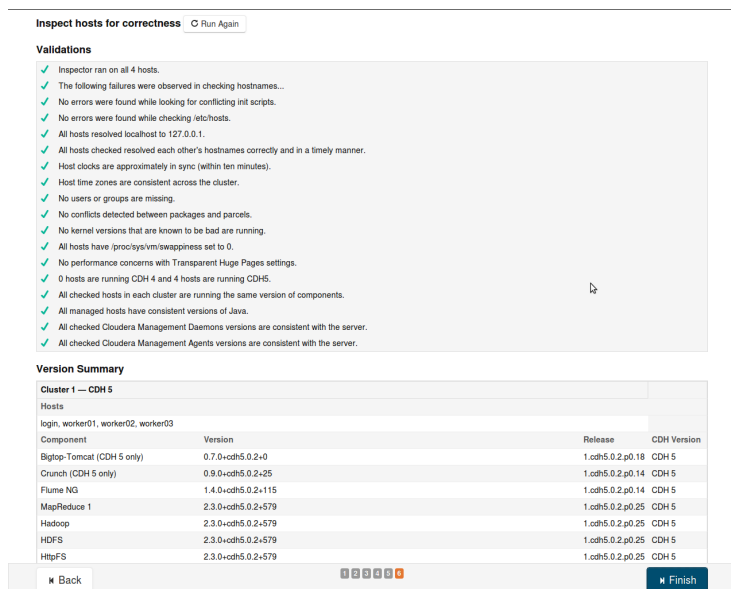 Inspect hosts for correctness Run Again
Validations
Inspector ran on all 4 hosts.
The following failures were observed in checking hostnames...
No errors were found while looking for conflicting init scripts.
No errors were found while checking /etc/hosts.
All hosts resolved localhost to 127.0.0.1.
All hosts checked resolved each other's hostnames correctly and in a timely manner.
Host clocks are approximately in sync (within ten minutes).
Host time zones are consistent across the cluster.
No users or groups are missing.
No conflicts detected between packages and parcels.
No kernel versions that are known to be bad are running.
All hosts have /proc/sys/vm/swappiness set to 0.
No performance concerns with Transparent Huge Pages settings.
0 hosts are running CDH 4 and 4 hosts are running CDH5.
All checked hosts in each cluster are running the same version of components.
All managed hosts have consistent versions of Java.
All checked Cloudera Management Daemons versions are consistent with the server.
All checked Cloudera Management Agents versions are consistent with the server.
Version Summary
Cluster 1 — CDH 5
Hosts
login, worker01, worker02, worker03
Component Version Release CDH Version
Bigtop-Tomcat (CDH 5 only) 0.7.0+cdh5.0.2+0 1.cdh5.0.2.p0.18 CDH 5
Crunch (CDH 5 only) 0.9.0+cdh5.0.2+25 1.cdh5.0.2.p0.14 CDH 5
Flume NG 1.4.0+cdh5.0.2+115 1.cdh5.0.2.p0.14 CDH 5
MapReduce 1 2.3.0+cdh5.0.2+579 1.cdh5.0.2.p0.25 CDH 5
Hadoop 2.3.0+cdh5.0.2+579 1.cdh5.0.2.p0.25 CDH 5
HDFS 2.3.0+cdh5.0.2+579 1.cdh5.0.2.p0.25 CDH 5
HttpFS 2.3.0+cdh5.0.2+579 1.cdh5.0.2.p0.25 CDH 5
Back 1 2 3 4 5 6 Finish